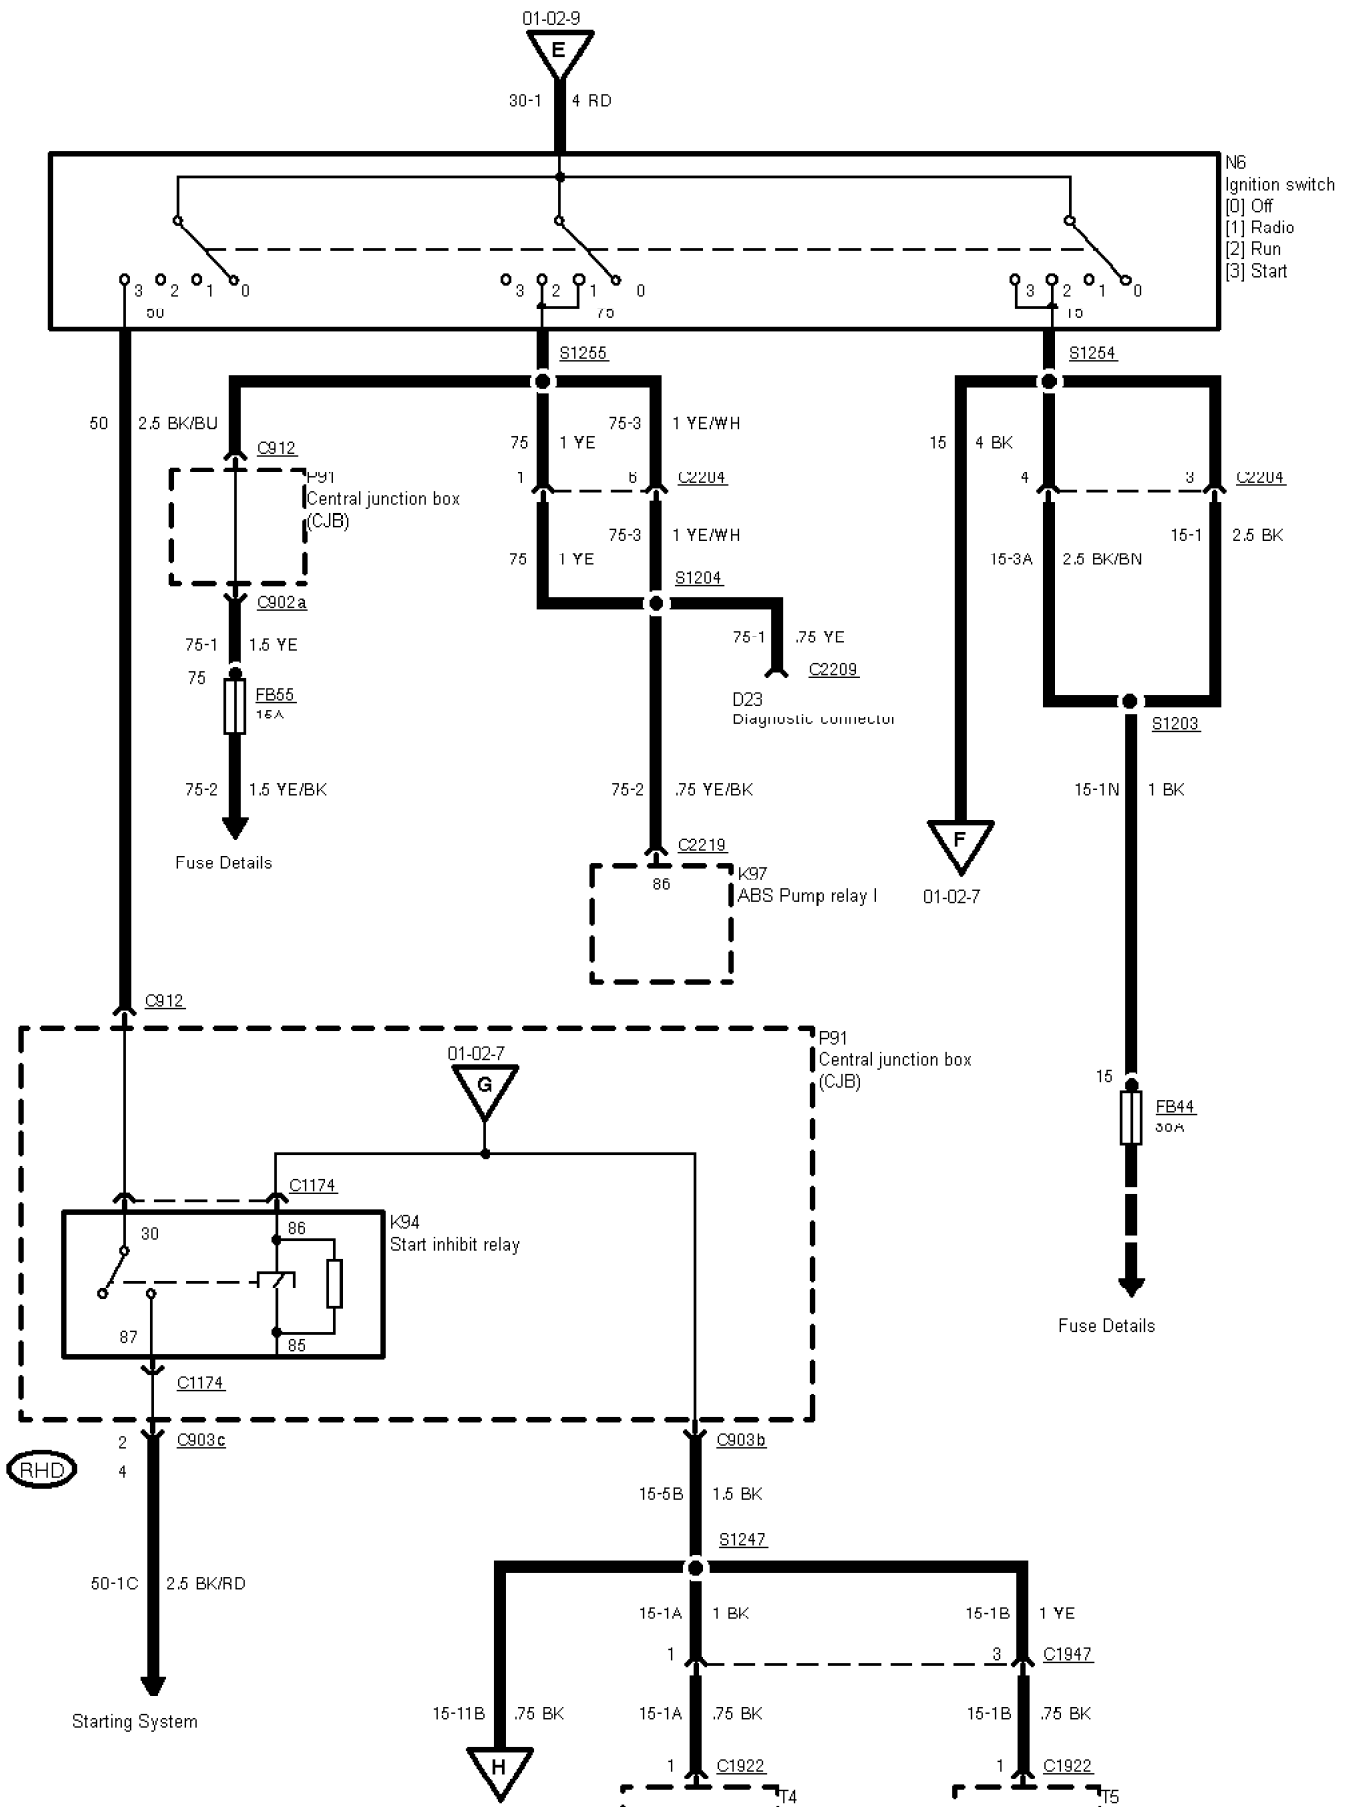 01-02-9
E
30-1 4 RD
N6
Ignition switch
[0] Off
[1] Radio
[2] Run
[3] Start
3 2 1 0
3 2 1 0
3 2 1 0
50 75 15
S1255 S1254
50 2.5 BK/BU
75-3 1 YE/WH
75 1 YE
15 4 BK
C912
1 6 C2204
4 3 C2204
P91
Central junction box
(CJB)
75-3 1 YE/WH
15-1 2.5 BK
75 1 YE
15-3A 2.5 BK/BN
S1204
C902a
75-1 1.5 YE
75-1 .75 YE
75
C2209
FB55
15A
D23
Diagnostic connector
S1203
75-2 1.5 YE/BK
75-2 .75 YE/BK
15-1N 1 BK
F
C2219
Fuse Details
86
K97
ABS Pump relay I
01-02-7
C912
P91
Central junction box
(CJB)
01-02-7
G
15
FB44
30A
C1174
30 86
K94
Start inhibit relay
87 85
Fuse Details
C1174
2 C903c
C903b
RHD
4
15-5B 1.5 BK
S1247
50-1C 2.5 BK/RD
15-1A 1 BK
15-1B 1 YE
1 3 C1947
15-11B .75 BK
15-1A .75 BK
15-1B .75 BK
Starting System
H
1 C1922
1 C1922
T4 T5